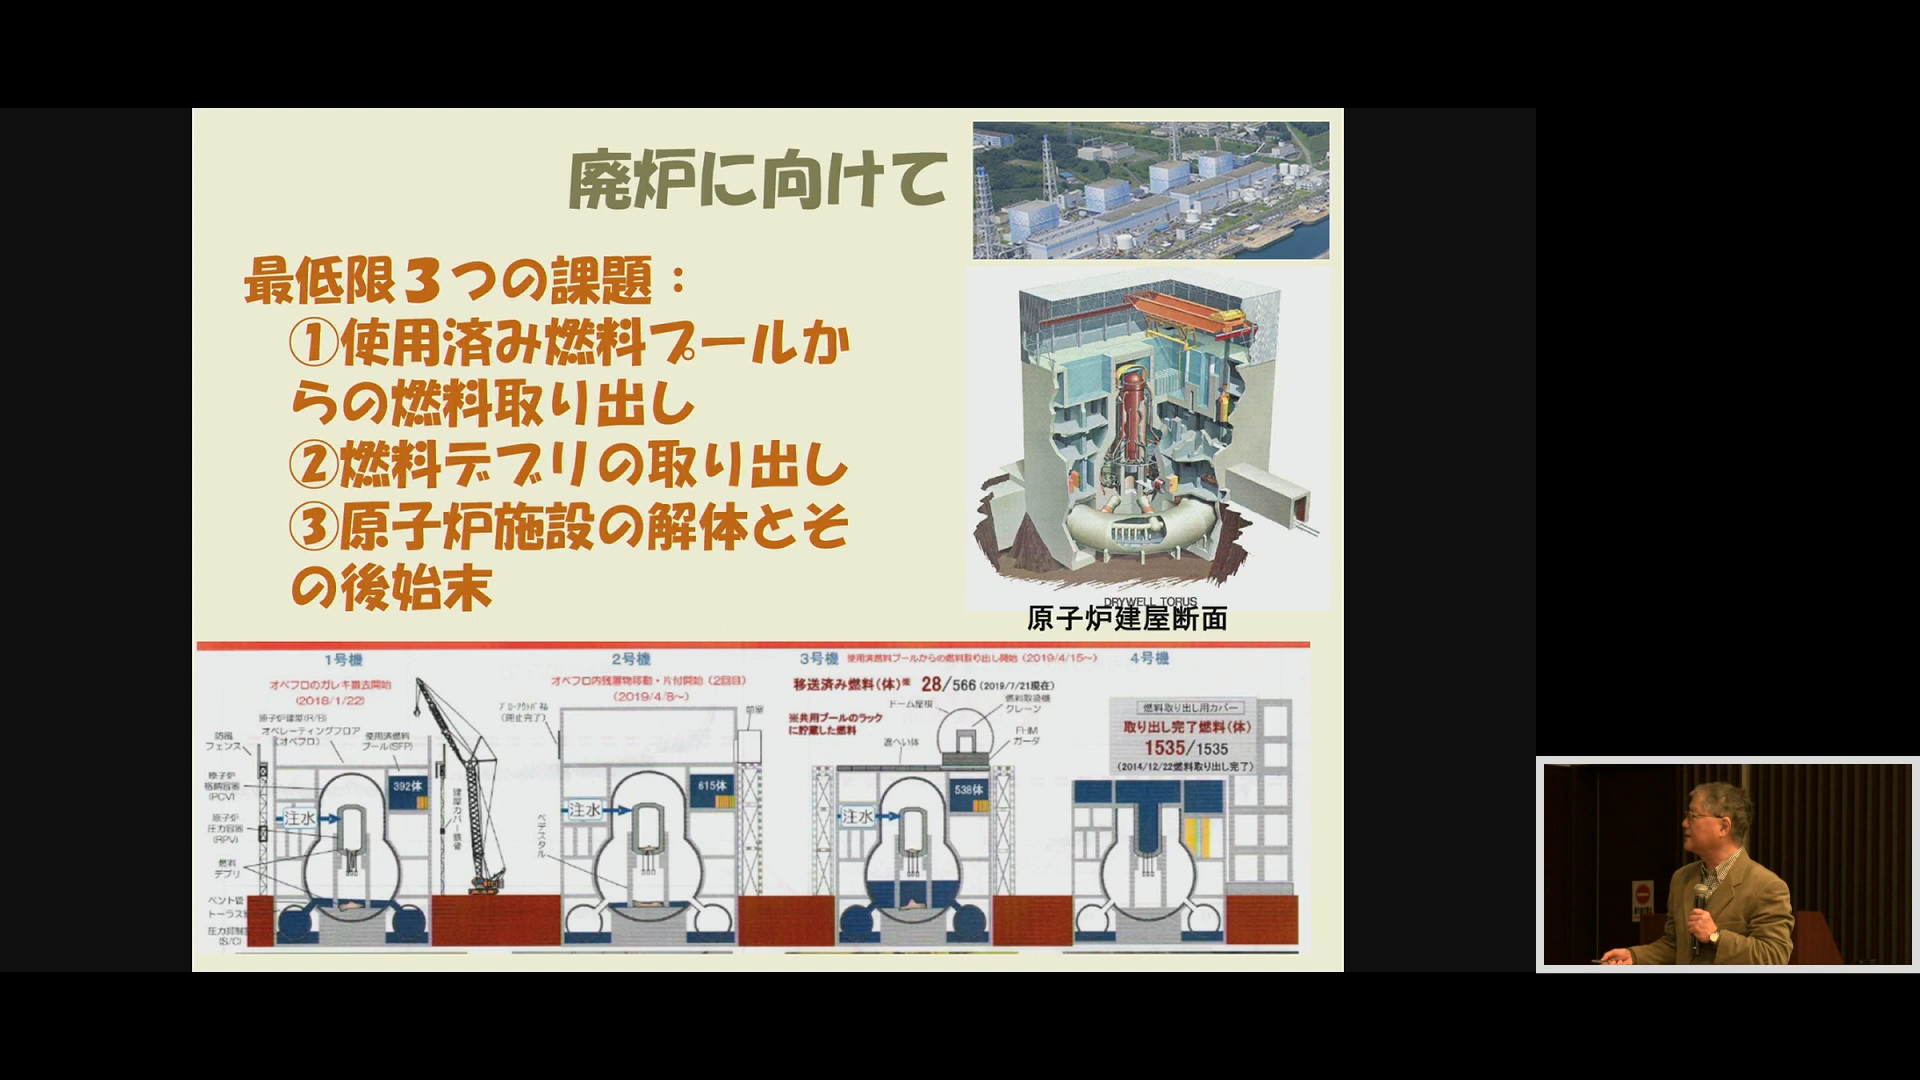 廃炉に向けて
最低限３つの課題：
①使用済み燃料プールか
らの燃料取り出し
②燃料デブリの取り出し
③原子炉施設の解体とそ
の後始末
DRYWELL TORUS
原子炉建屋断面
1号機
オペフロのガレキ撤去開始
(2018/1/22)
原子炉建屋(R/B)
オペレーティングフロア
(オペフロ)
使用済燃料
プール(SFP)
防風
フェンス
原子炉
格納容器
(PCV)
原子炉
圧力容器
(RPV)
燃料
デブリ
ベント管
トーラス室
(S/C)
392体
注水
建屋カバー鉄骨
2号機
オペフロ内残置物移動・片付開始（2回目）
(2019/4/8～)
ブローアウトパネル
(閉止完了)
前室
615体
注水
ペデスタル
3号機
使用済燃料プールからの燃料取り出し開始（2019/4/15～）
移送済み燃料(体)※ 28/566 (2019/7/21現在)
※共用プールのラック
に貯蔵した燃料
ドーム屋根
燃料取扱機
クレーン
遮へい体
FHM
ガーダ
538体
注水
4号機
燃料取り出し用カバー
取り出し完了燃料(体)
1535/1535
(2014/12/22燃料取り出し完了)